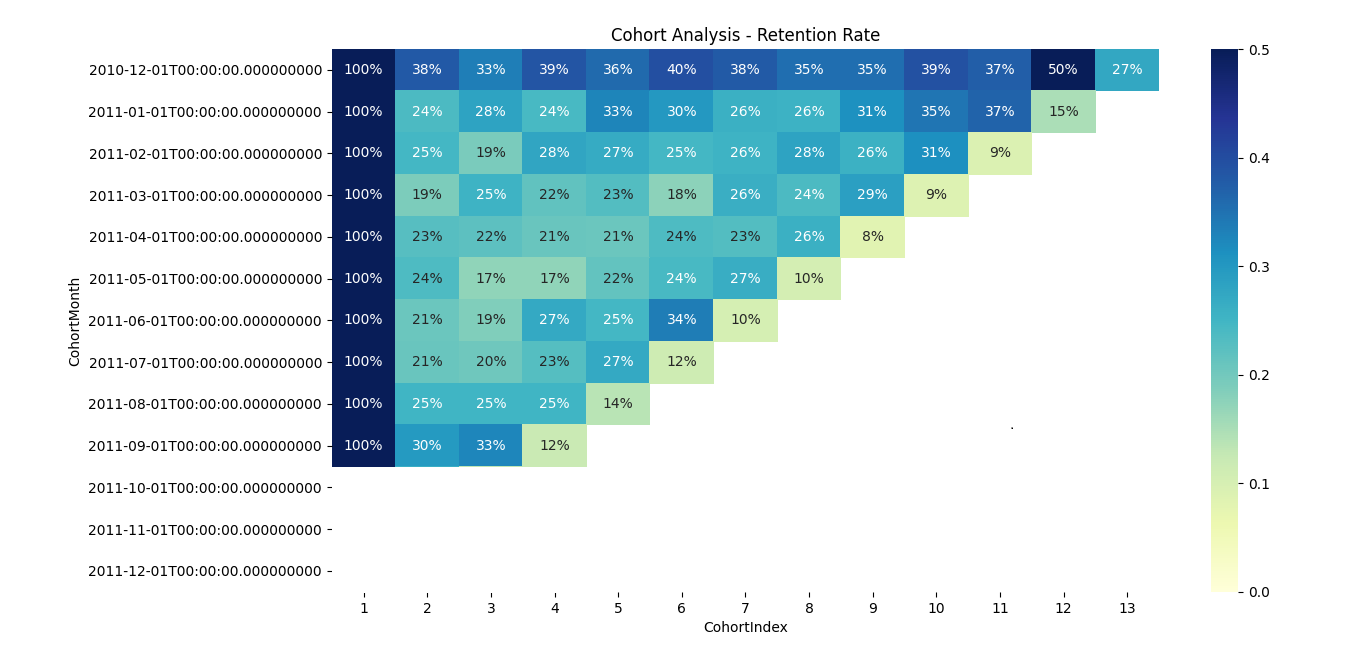 Cohort Analysis - Retention Rate
2010-12-01T00:00:00.000000000 100% 38% 33% 39% 36% 40% 38% 35% 35% 39% 37% 50% 27%
2011-01-01T00:00:00.000000000 100% 24% 28% 24% 33% 30% 26% 26% 31% 35% 37% 15%
2011-02-01T00:00:00.000000000 100% 25% 19% 28% 27% 25% 26% 28% 26% 31% 9%
2011-03-01T00:00:00.000000000 100% 19% 25% 22% 23% 18% 26% 24% 29% 9%
2011-04-01T00:00:00.000000000 100% 23% 22% 21% 21% 24% 23% 26% 8%
2011-05-01T00:00:00.000000000 100% 24% 17% 17% 22% 24% 27% 10%
2011-06-01T00:00:00.000000000 100% 21% 19% 27% 25% 34% 10%
2011-07-01T00:00:00.000000000 100% 21% 20% 23% 27% 12%
2011-08-01T00:00:00.000000000 100% 25% 25% 25% 14%
2011-09-01T00:00:00.000000000 100% 30% 33% 12%
2011-10-01T00:00:00.000000000
2011-11-01T00:00:00.000000000
2011-12-01T00:00:00.000000000
CohortMonth
1 2 3 4 5 6 7 8 9 10 11 12 13
CohortIndex
0.5
0.4
0.3
0.2
0.1
0.0